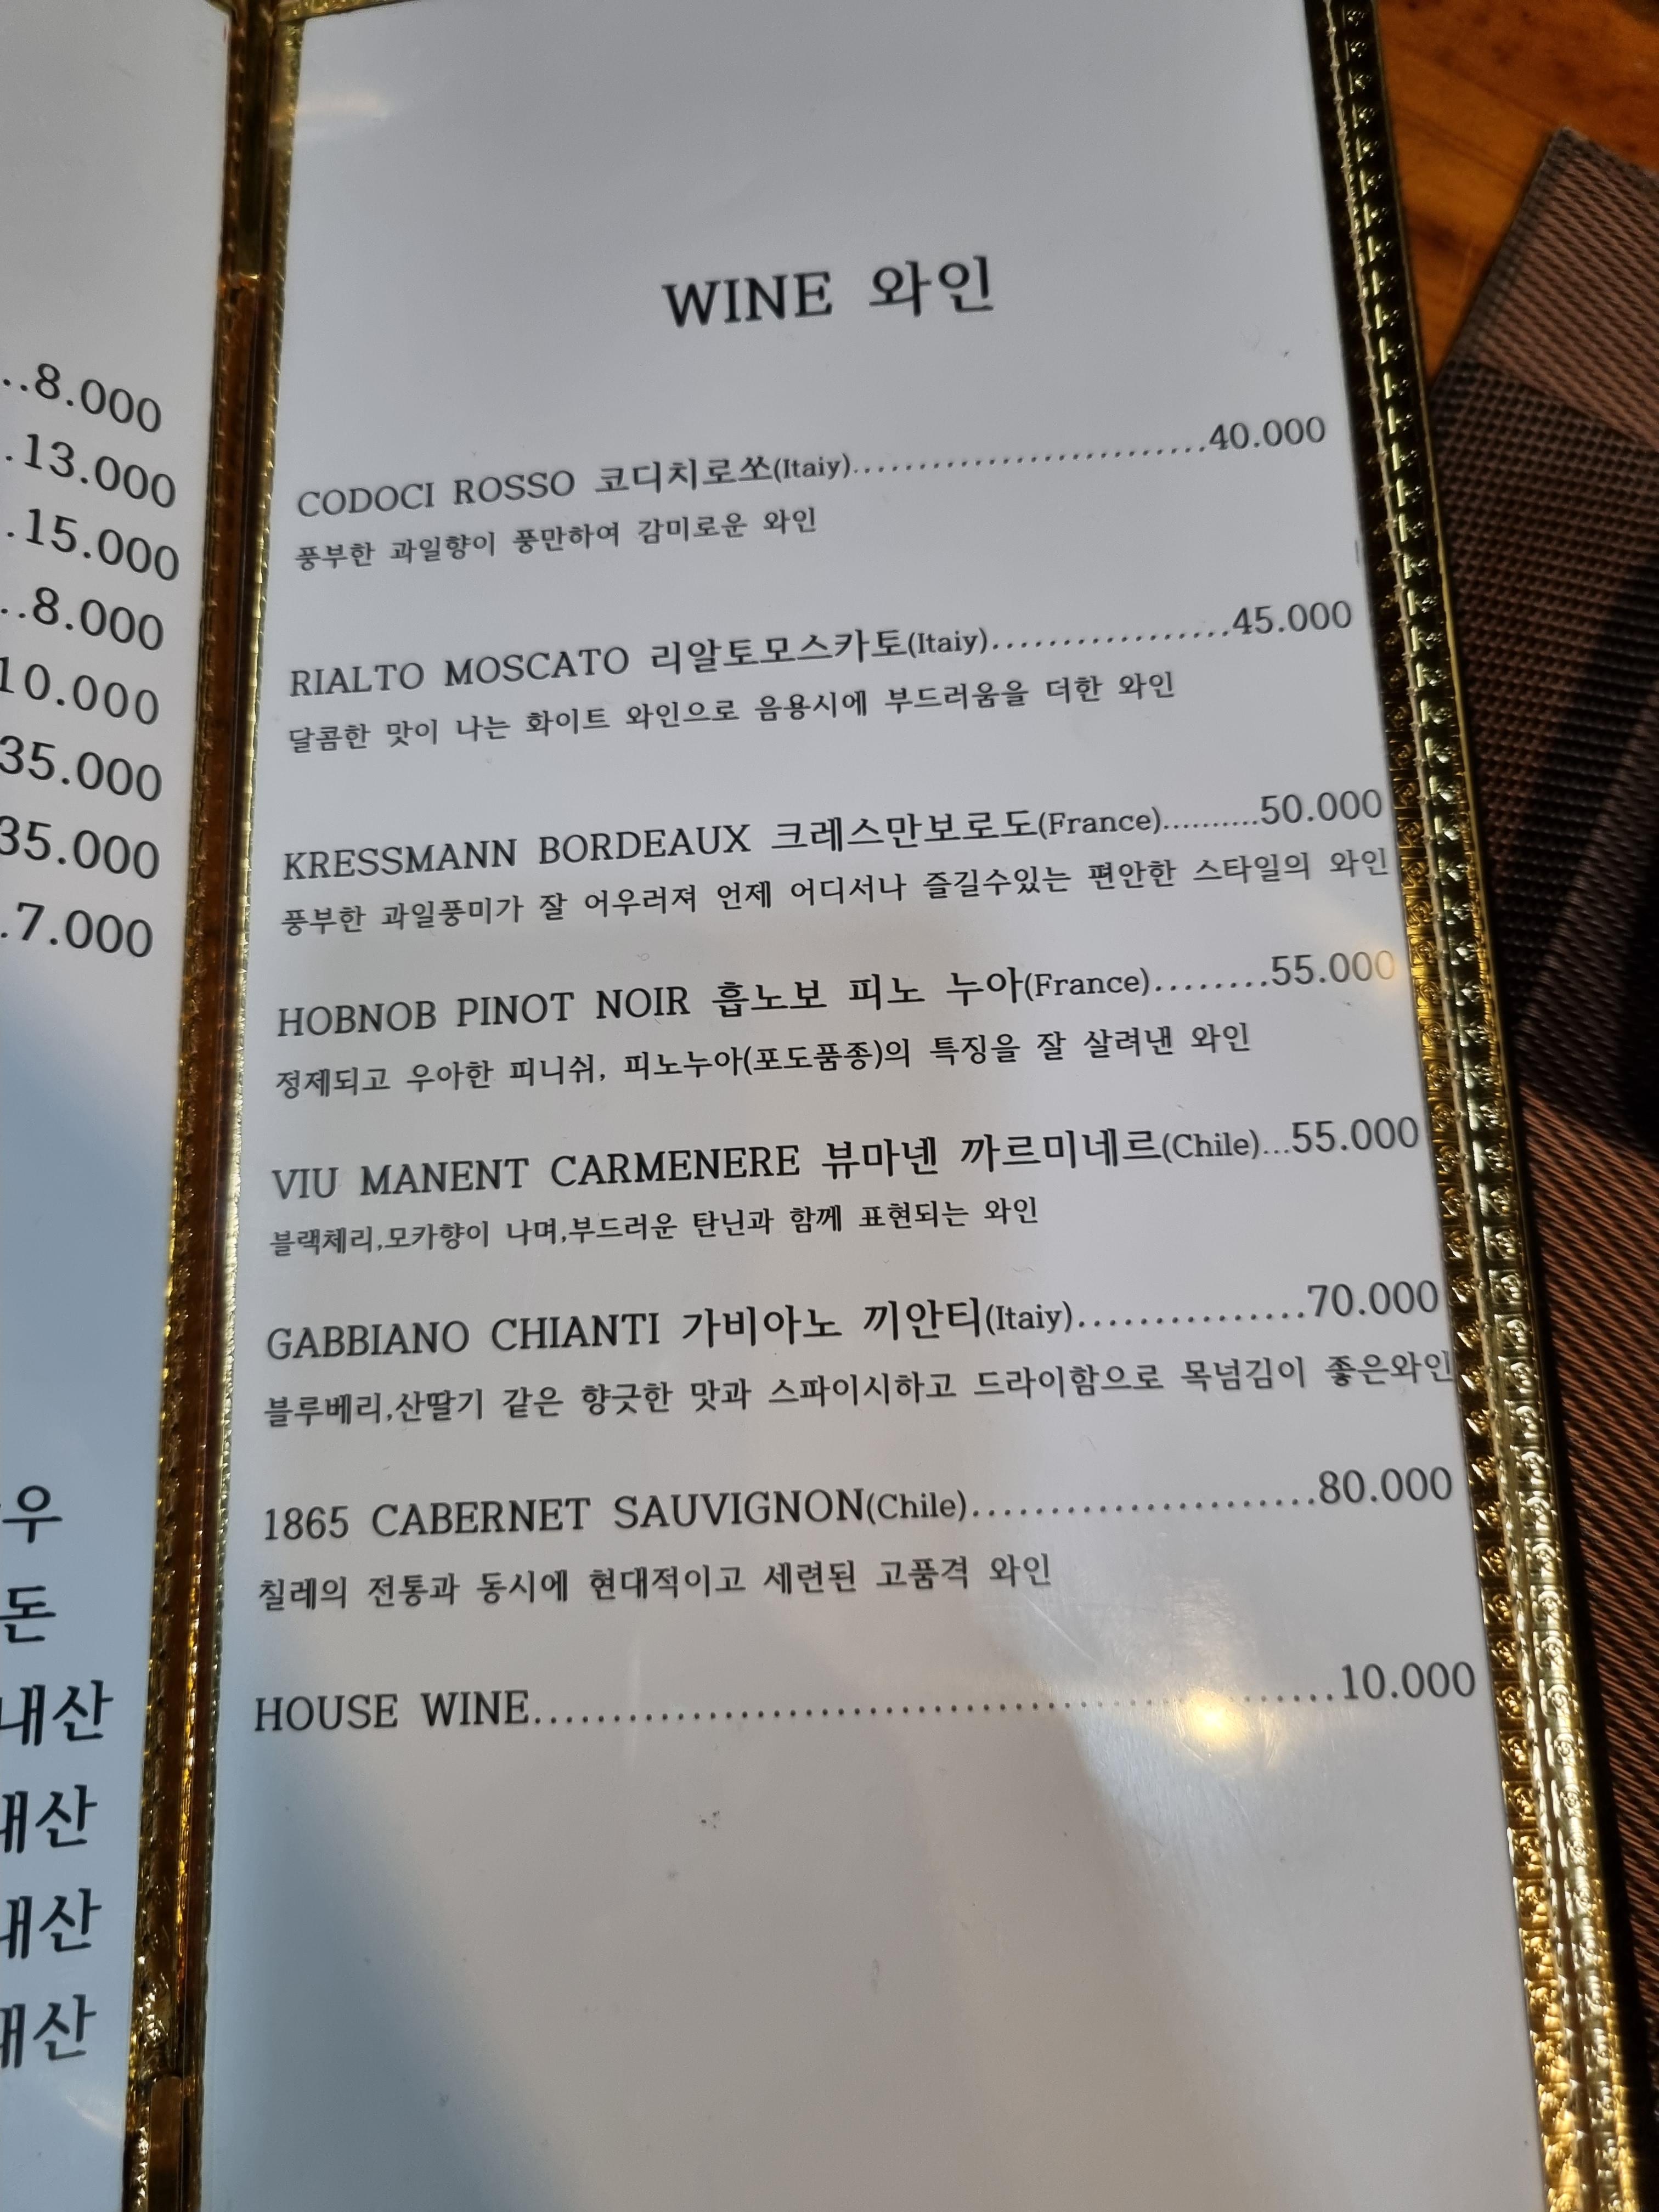 ..8.000
.13.000
.15.000
..8.000
10.000
35.000
35.000
.7.000
우
돈
내산
내산
내산
내산
WINE 와인
CODOCI ROSSO 코디치로쏘(Itaiy)..........................40.000
풍부한 과일향이 풍만하여 감미로운 와인
RIALTO MOSCATO 리알토모스카토(Itaiy).................45.000
달콤한 맛이 나는 화이트 와인으로 음용시에 부드러움을 더한 와인
KRESSMANN BORDEAUX 크레스만보로도(France)..........50.000
풍부한 과일풍미가 잘 어우러져 언제 어디서나 즐길수있는 편안한 스타일의 와인
HOBNOB PINOT NOIR 흡노보 피노 누아(France)........55.000
정제되고 우아한 피니쉬, 피노누아(포도품종)의 특징을 잘 살려낸 와인
VIU MANENT CARMENERE 뷰마넨 까르미네르(Chile)...55.000
블랙체리,모카향이 나며,부드러운 탄닌과 함께 표현되는 와인
GABBIANO CHIANTI 가비아노 끼안티(Itaiy)...............70.000
블루베리,산딸기 같은 향긋한 맛과 스파이시하고 드라이함으로 목넘김이 좋은와인
1865 CABERNET SAUVIGNON(Chile)......................80.000
칠레의 전통과 동시에 현대적이고 세련된 고품격 와인
HOUSE WINE..................................................10.000